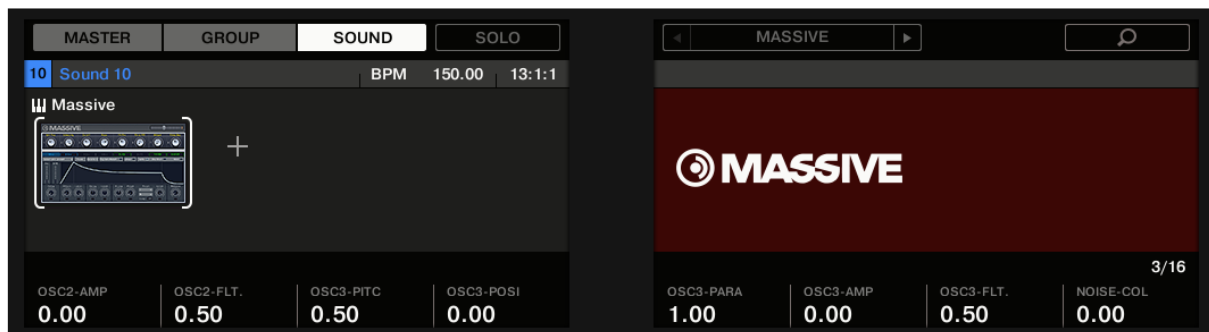 MASTER GROUP SOUND SOLO
10 Sound 10 BPM 150.00 13:1:1
Massive
MASSIVE
OSC2-AMP OSC2-FLT. OSC3-PITC OSC3-POSI
0.00 0.50 0.50 0.00
MASSIVE
MASSIVE
3/16
OSC3-PARA OSC3-AMP OSC3-FLT. NOISE-COL
1.00 0.00 0.50 0.00